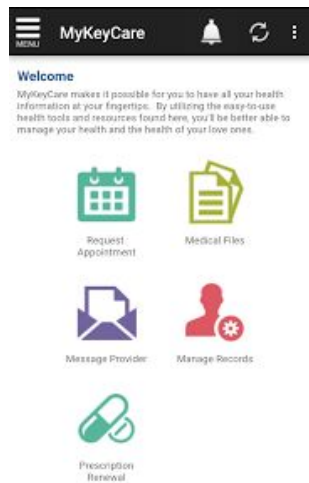 MENU
MyKeyCare
Welcome
MyKeyCare makes it possible for you to have all your health
information at your fingertips. By utilizing the easy-to-use
health tools and resources found here, you'll be better able to
manage your health and the health of your love ones.
Request
Appointment
Medical Files
Message Provider
Manage Records
Prescription
Renewal